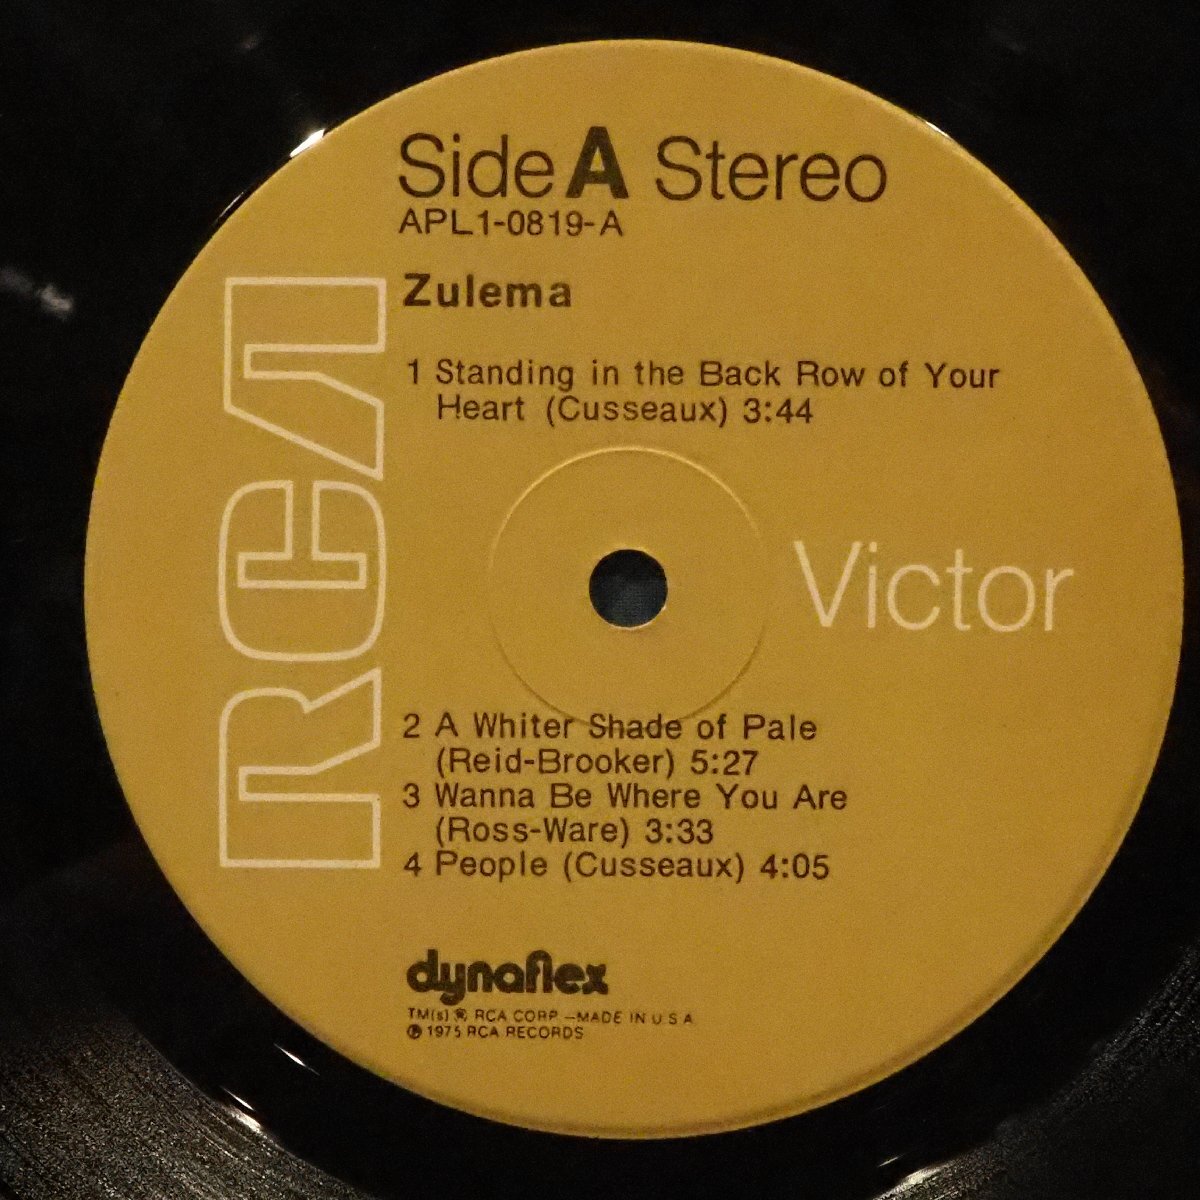 Side A Stereo
APL1-0819-A
Zulema
1 Standing in the Back Row of Your
Heart (Cusseaux) 3:44
RCA
Victor
2 A Whiter Shade of Pale
(Reid-Brooker) 5:27
3 Wanna Be Where You Are
(Ross-Ware) 3:33
4 People (Cusseaux) 4:05
dynaflex
TM(s) ® RCA CORP.—MADE IN U.S.A.
℗ 1975 RCA RECORDS